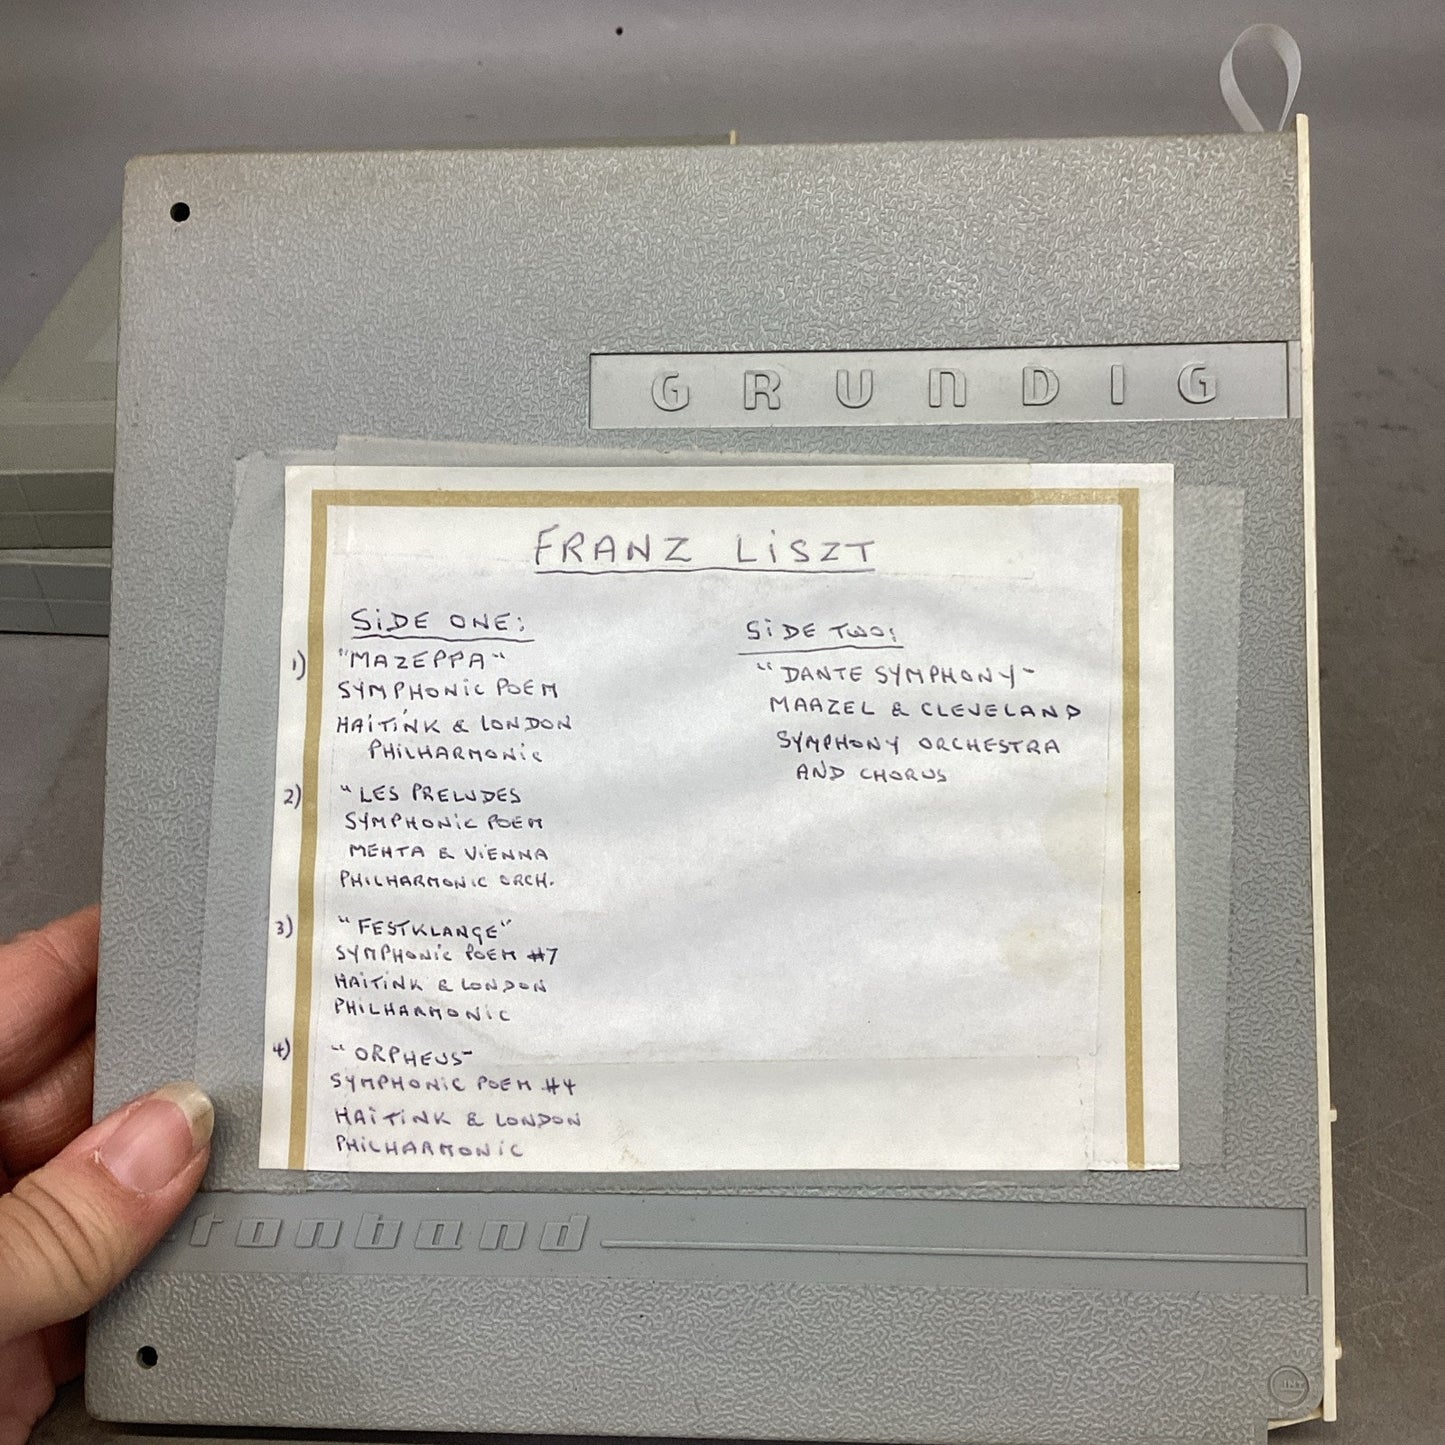 GRUNDIG
FRANZ LiSZT
SiDE ONE:
1) "MAZEPPA"
SYMPHONiC POEM
HAiTiNK & LONDON
PHiLHARMONiC
2) "LES PRELUDES
SYMPHONiC POEM
MEHTA & ViENNA
PHiLHARMONiC ORCH.
3) "FESTKLANGE"
SYMPHONiC POEM #7
HAiTiNK & LONDON
PHiLHARMONiC
4) "ORPHEUS"
SYMPHONiC POEM #4
HAiTiNK & LONDON
PHiLHARMONiC
SiDE TWO:
"DANTE SYMPHONY"
MAAZEL & CLEVELAND
SYMPHONY ORCHESTRA
AND CHORUS
tonband